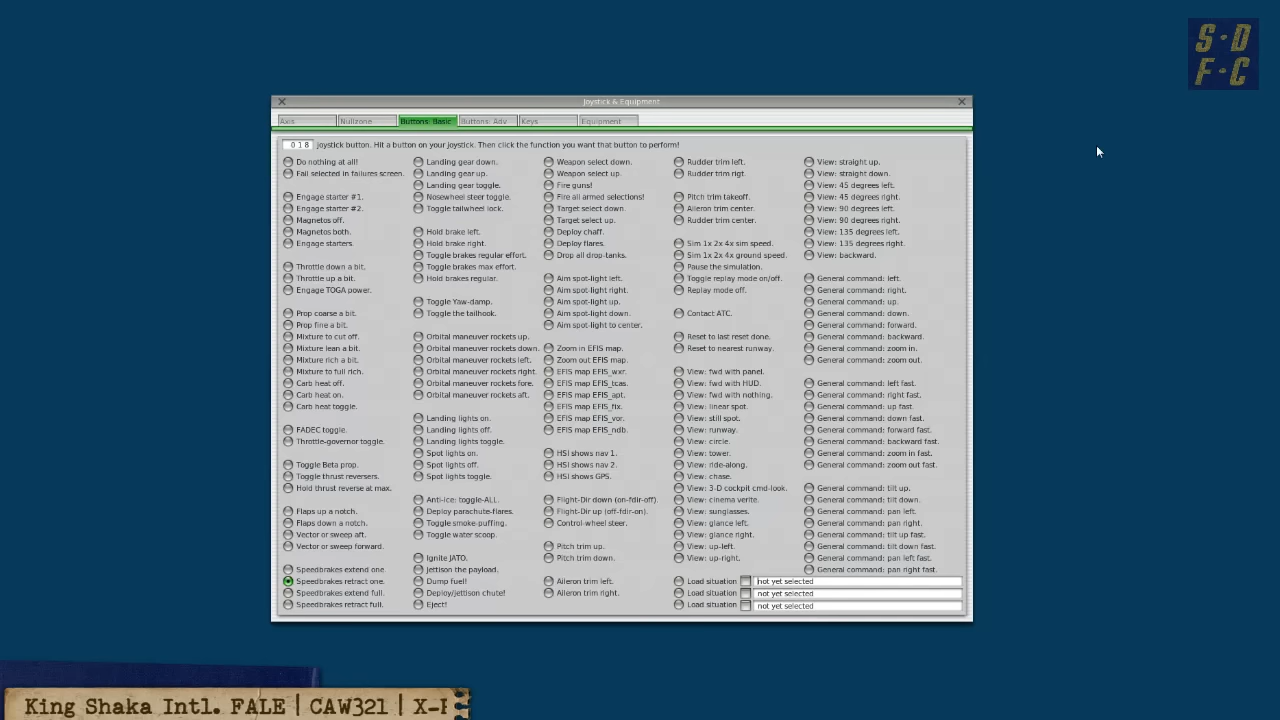 S·D
F·C
Joystick & Equipment
Axis
Nullzone
Buttons: Basic
Buttons: Adv
Keys
Equipment
018 joystick button. Hit a button on your joystick. Then click the function you want that button to perform!
Do nothing at all!
Fail selected in failures screen.
Engage starter #1.
Engage starter #2.
Magnetos off.
Magnetos both.
Engage starters.
Throttle down a bit.
Throttle up a bit.
Engage TOGA power.
Prop coarse a bit.
Prop fine a bit.
Mixture to cut off.
Mixture lean a bit.
Mixture rich a bit.
Mixture to full rich.
Carb heat off.
Carb heat on.
Carb heat toggle.
FADEC toggle.
Throttle-governor toggle.
Toggle Beta prop.
Toggle thrust reversers.
Hold thrust reverse at max.
Flaps up a notch.
Flaps down a notch.
Vector or sweep aft.
Vector or sweep forward.
Speedbrakes extend one.
Speedbrakes retract one.
Speedbrakes extend full.
Speedbrakes retract full.
Landing gear down.
Landing gear up.
Landing gear toggle.
Nosewheel steer toggle.
Toggle tailwheel lock.
Hold brake left.
Hold brake right.
Toggle brakes regular effort.
Toggle brakes max effort.
Hold brakes regular.
Toggle Yaw-damp.
Toggle the tailhook.
Orbital maneuver rockets up.
Orbital maneuver rockets down.
Orbital maneuver rockets left.
Orbital maneuver rockets right.
Orbital maneuver rockets fore.
Orbital maneuver rockets aft.
Landing lights on.
Landing lights off.
Landing lights toggle.
Spot lights on.
Spot lights off.
Spot lights toggle.
Anti-ice: toggle-ALL.
Deploy parachute-flares.
Toggle smoke-puffing.
Toggle water scoop.
Ignite JATO.
Jettison the payload.
Dump fuel!
Deploy/jettison chute!
Eject!
Weapon select down.
Weapon select up.
Fire guns!
Fire all armed selections!
Target select down.
Target select up.
Deploy chaff.
Deploy flares.
Drop all drop-tanks.
Aim spot-light left.
Aim spot-light right.
Aim spot-light up.
Aim spot-light down.
Aim spot-light to center.
Zoom in EFIS map.
Zoom out EFIS map.
EFIS map EFIS_wxr.
EFIS map EFIS_tcas.
EFIS map EFIS_apt.
EFIS map EFIS_fix.
EFIS map EFIS_vor.
EFIS map EFIS_ndb.
HSI shows nav 1.
HSI shows nav 2.
HSI shows GPS.
Flight-Dir down (on-fdir-off).
Flight-Dir up (off-fdir-on).
Control-wheel steer.
Pitch trim up.
Pitch trim down.
Aileron trim left.
Aileron trim right.
Rudder trim left.
Rudder trim rigt.
Pitch trim takeoff.
Aileron trim center.
Rudder trim center.
Sim 1x 2x 4x sim speed.
Sim 1x 2x 4x ground speed.
Pause the simulation.
Toggle replay mode on/off.
Replay mode off.
Contact ATC.
Reset to last reset done.
Reset to nearest runway.
View: fwd with panel.
View: fwd with HUD.
View: fwd with nothing.
View: linear spot.
View: still spot.
View: runway.
View: circle.
View: tower.
View: ride-along.
View: chase.
View: 3-D cockpit cmd-look.
View: cinema verite.
View: sunglasses.
View: glance left.
View: glance right.
View: up-left.
View: up-right.
Load situation not yet selected
Load situation not yet selected
Load situation not yet selected
View: straight up.
View: straight down.
View: 45 degrees left.
View: 45 degrees right.
View: 90 degrees left.
View: 90 degrees right.
View: 135 degrees left.
View: 135 degrees right.
View: backward.
General command: left.
General command: right.
General command: up.
General command: down.
General command: forward.
General command: backward.
General command: zoom in.
General command: zoom out.
General command: left fast.
General command: right fast.
General command: up fast.
General command: down fast.
General command: forward fast.
General command: backward fast.
General command: zoom in fast.
General command: zoom out fast.
General command: tilt up.
General command: tilt down.
General command: pan left.
General command: pan right.
General command: tilt up fast.
General command: tilt down fast.
General command: pan left fast.
General command: pan right fast.
King Shaka Intl. FALE | CAW321 |